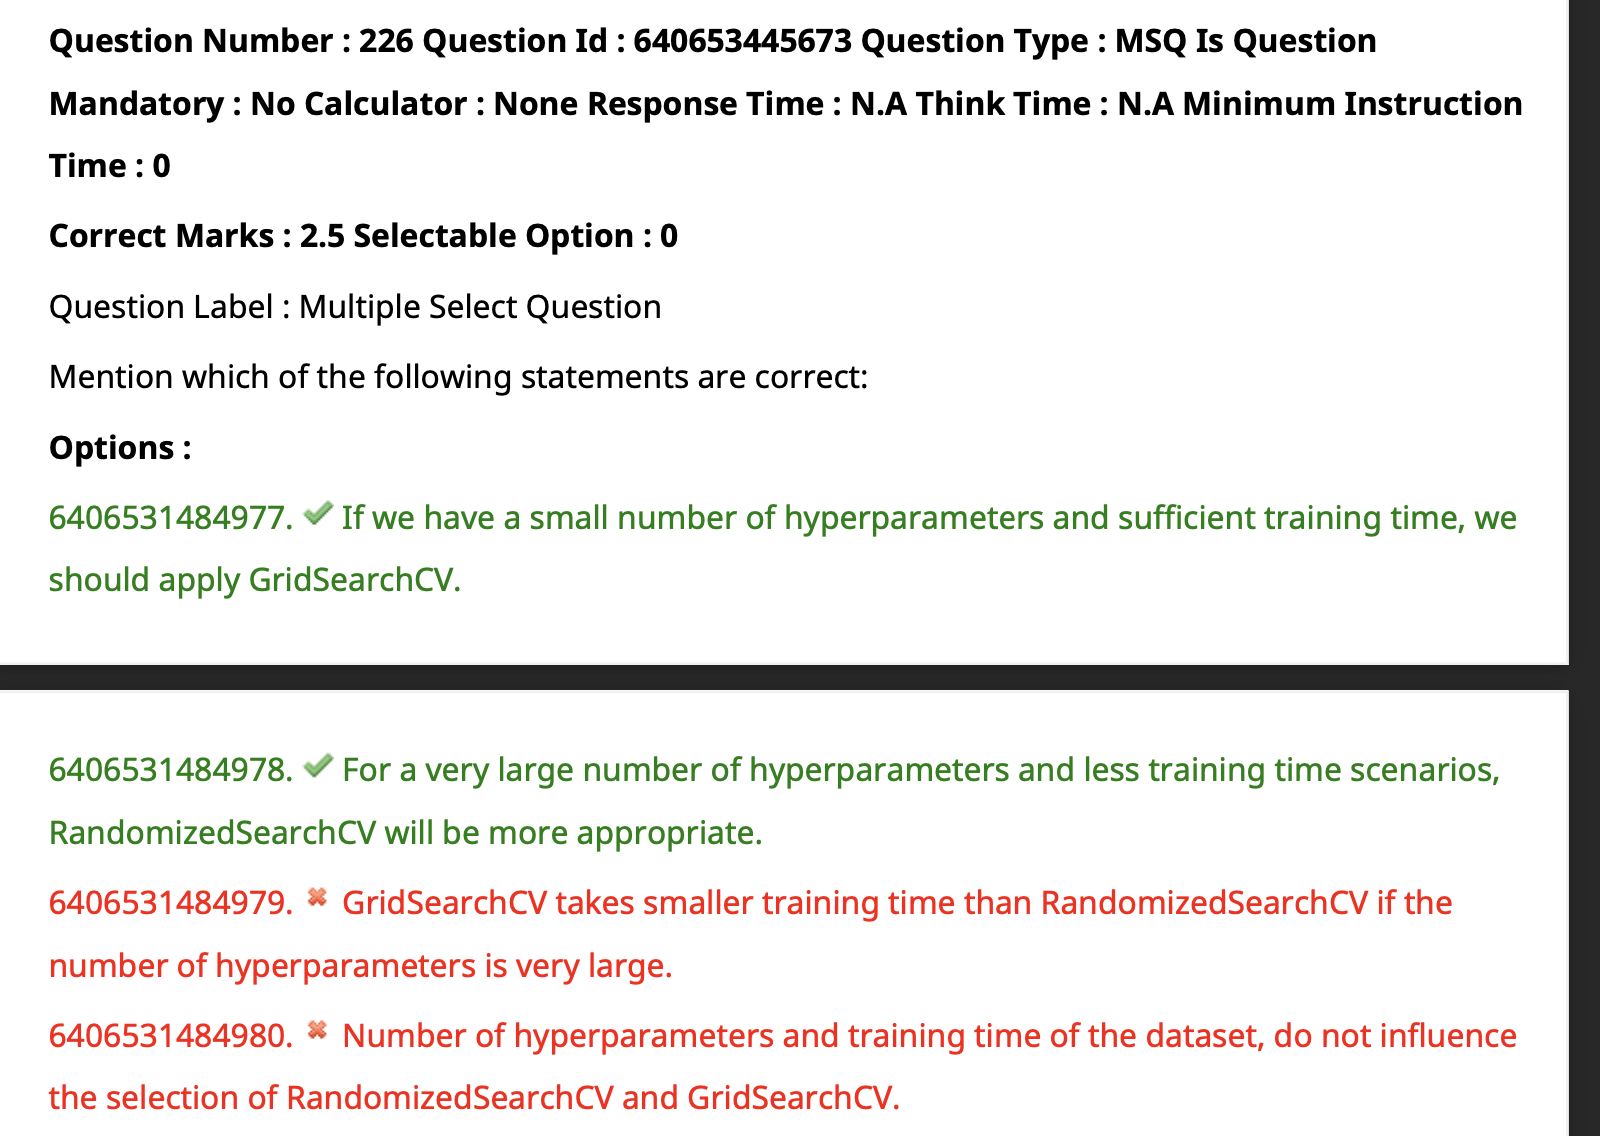 Question Number : 226 Question Id : 640653445673 Question Type : MSQ Is Question
Mandatory : No Calculator : None Response Time : N.A Think Time : N.A Minimum Instruction
Time : 0
Correct Marks : 2.5 Selectable Option : 0
Question Label : Multiple Select Question
Mention which of the following statements are correct:
Options :
6406531484977. ✔ If we have a small number of hyperparameters and sufficient training time, we
should apply GridSearchCV.
6406531484978. ✔ For a very large number of hyperparameters and less training time scenarios,
RandomizedSearchCV will be more appropriate.
6406531484979. ✖ GridSearchCV takes smaller training time than RandomizedSearchCV if the
number of hyperparameters is very large.
6406531484980. ✖ Number of hyperparameters and training time of the dataset, do not influence
the selection of RandomizedSearchCV and GridSearchCV.